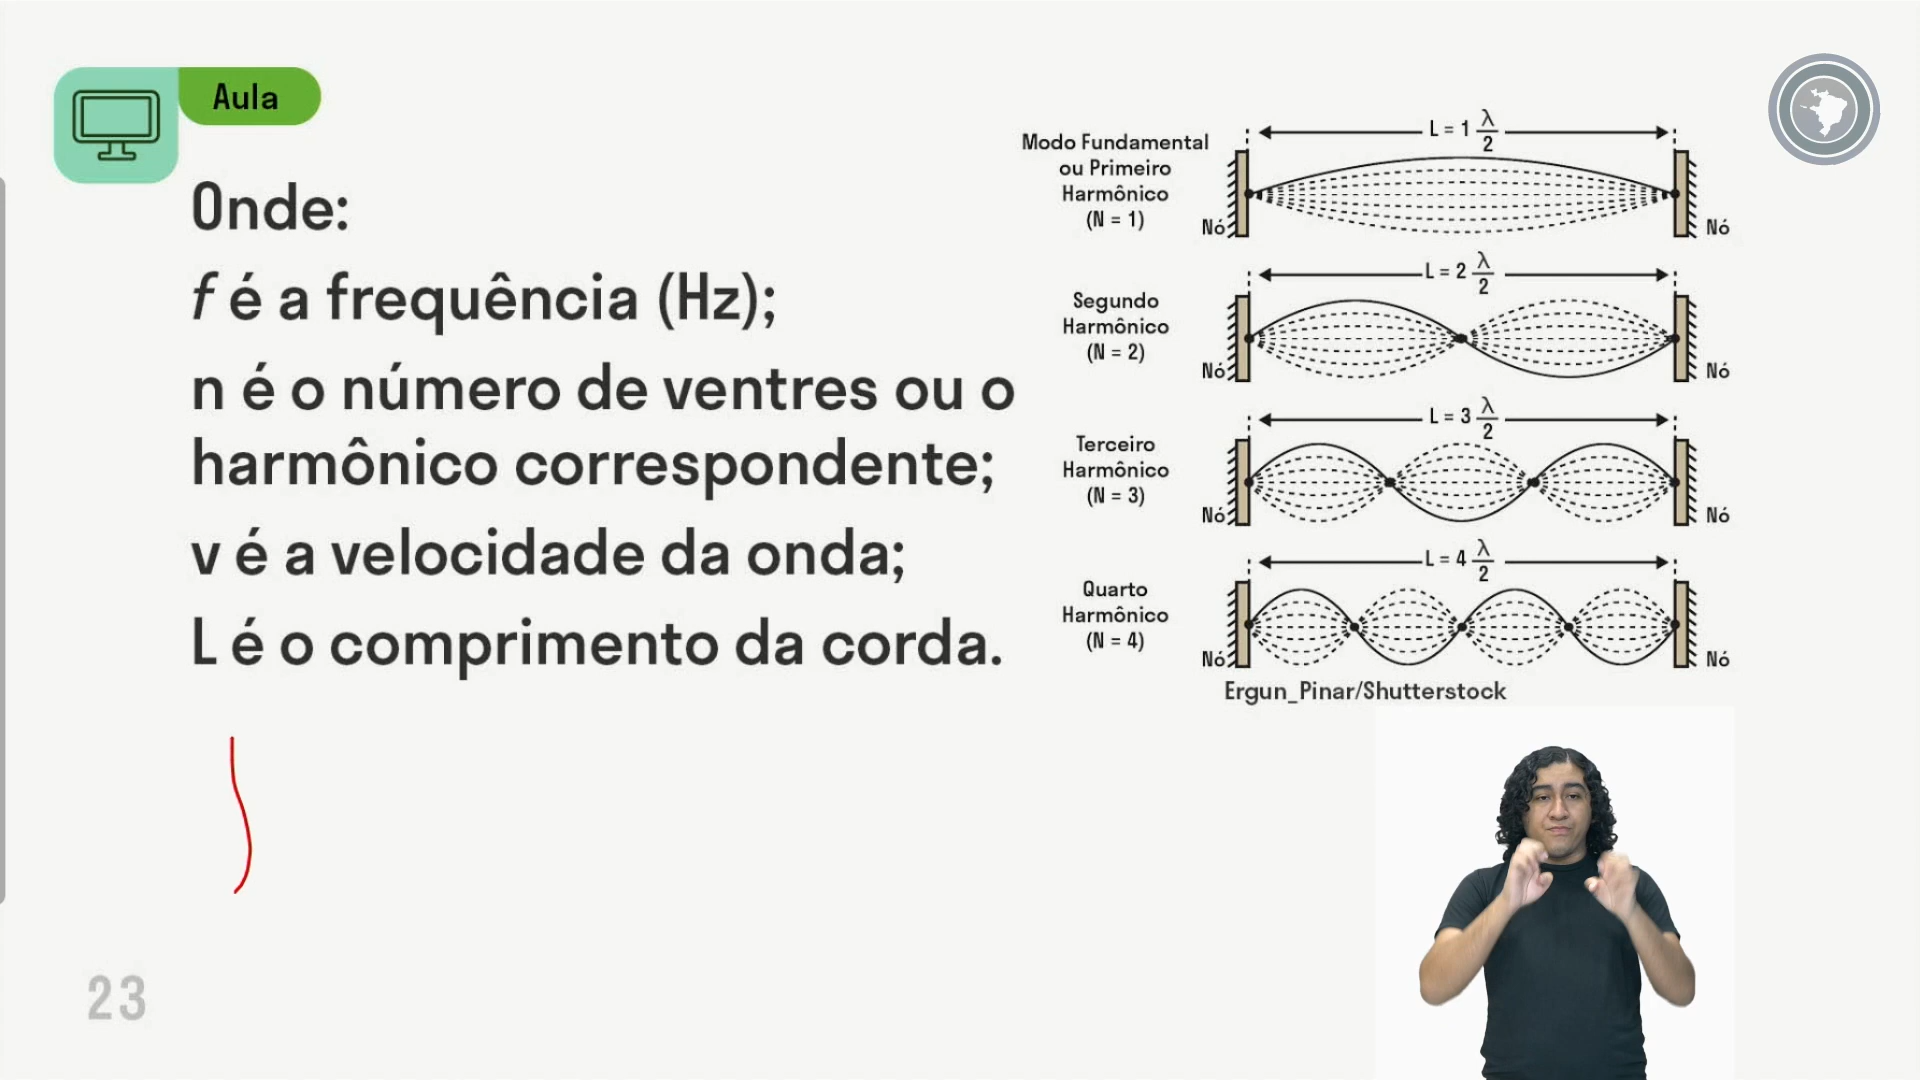 Aula
Onde:
f é a frequência (Hz);
n é o número de ventres ou o
harmônico correspondente;
v é a velocidade da onda;
L é o comprimento da corda.
Modo Fundamental
ou Primeiro
Harmônico
(N = 1)
L = 1 λ/2
Nó
Nó
Segundo
Harmônico
(N = 2)
L = 2 λ/2
Nó
Nó
Terceiro
Harmônico
(N = 3)
L = 3 λ/2
Nó
Nó
Quarto
Harmônico
(N = 4)
L = 4 λ/2
Nó
Nó
Ergun_Pinar/Shutterstock
23